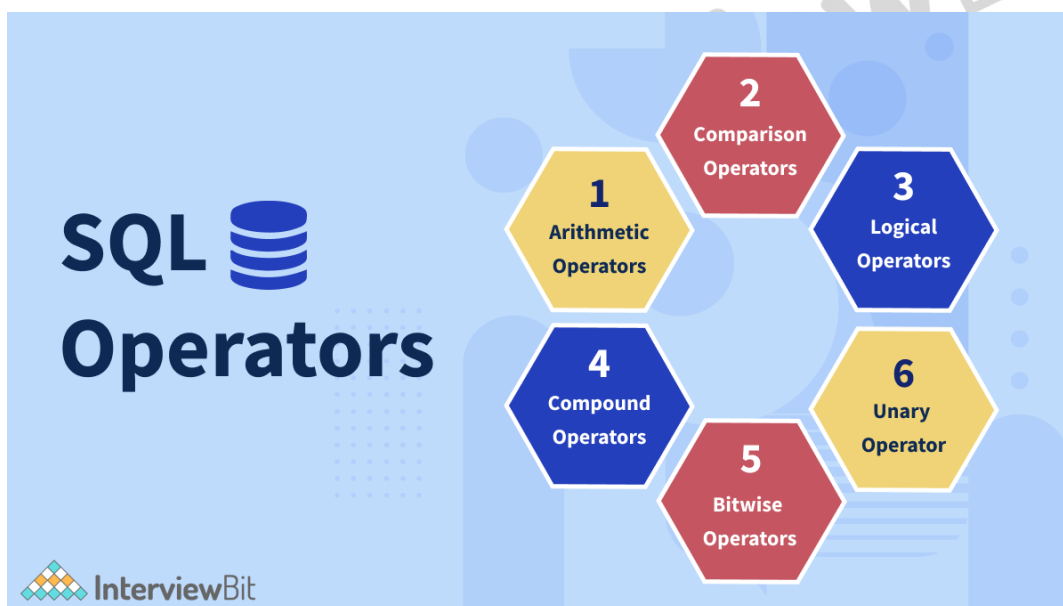 SQL
Operators
1
Arithmetic
Operators
2
Comparison
Operators
3
Logical
Operators
4
Compound
Operators
5
Bitwise
Operators
6
Unary
Operator
InterviewBit